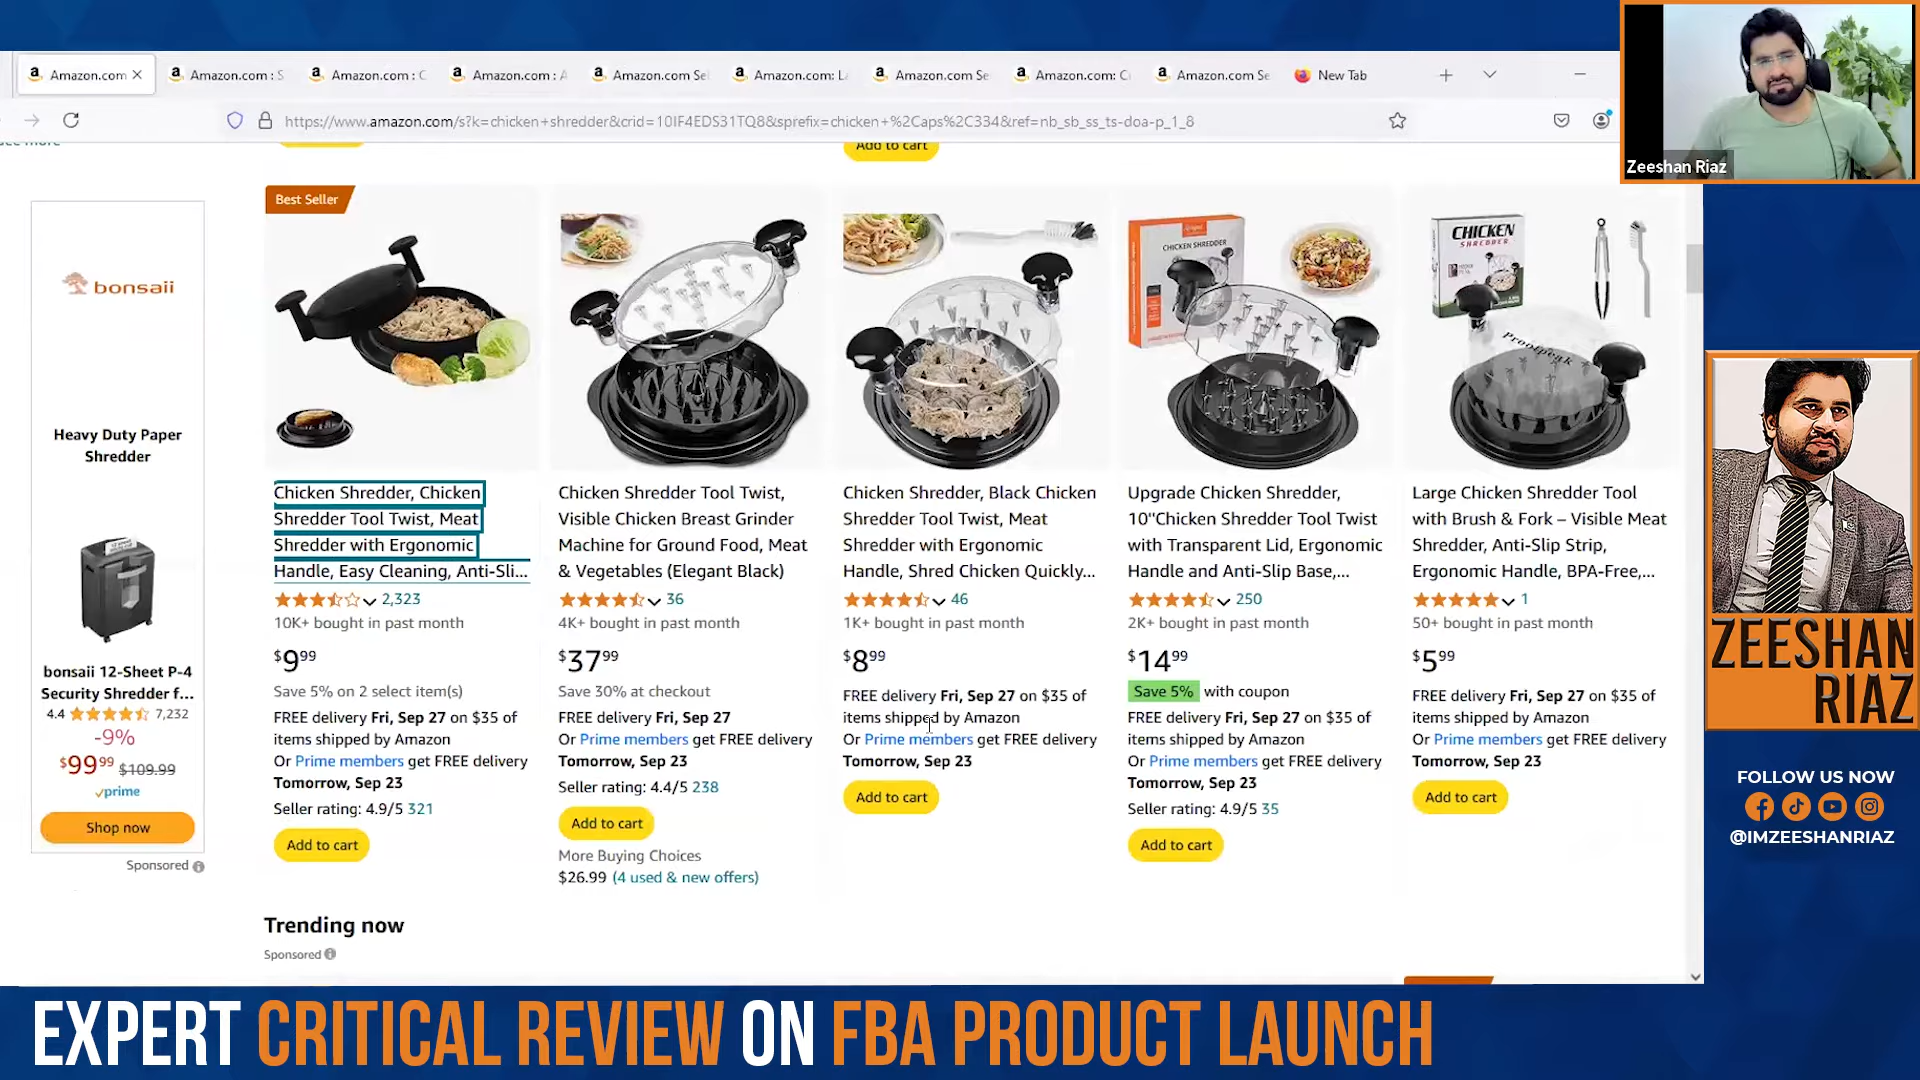 Amazon.com
Amazon.com : S
Amazon.com : C
Amazon.com : A
Amazon.com Se
Amazon.com: La
Amazon.com Se
Amazon.com: C
Amazon.com Se
New Tab
https://www.amazon.com/s?k=chicken+shredder&crid=10IF4EDS31TQ8&sprefix=chicken+%2Caps%2C334&ref=nb_sb_ss_ts-doa-p_1_8
Zeeshan Riaz
see more
Add to cart
bonsaii
Heavy Duty Paper
Shredder
bonsaii 12-Sheet P-4
Security Shredder f...
4.4 7,232
-9%
$99.99 $109.99
prime
Shop now
Sponsored
Best Seller
Chicken Shredder, Chicken
Shredder Tool Twist, Meat
Shredder with Ergonomic
Handle, Easy Cleaning, Anti-Sli...
2,323
10K+ bought in past month
$9.99
Save 5% on 2 select item(s)
FREE delivery Fri, Sep 27 on $35 of
items shipped by Amazon
Or Prime members get FREE delivery
Tomorrow, Sep 23
Seller rating: 4.9/5 321
Add to cart
Chicken Shredder Tool Twist,
Visible Chicken Breast Grinder
Machine for Ground Food, Meat
& Vegetables (Elegant Black)
36
4K+ bought in past month
$37.99
Save 30% at checkout
FREE delivery Fri, Sep 27
Or Prime members get FREE delivery
Tomorrow, Sep 23
Seller rating: 4.4/5 238
Add to cart
More Buying Choices
$26.99 (4 used & new offers)
Chicken Shredder, Black Chicken
Shredder Tool Twist, Meat
Shredder with Ergonomic
Handle, Shred Chicken Quickly...
46
1K+ bought in past month
$8.99
FREE delivery Fri, Sep 27 on $35 of
items shipped by Amazon
Or Prime members get FREE delivery
Tomorrow, Sep 23
Add to cart
CHICKEN SHREDDER
Upgrade Chicken Shredder,
10"Chicken Shredder Tool Twist
with Transparent Lid, Ergonomic
Handle and Anti-Slip Base,...
250
2K+ bought in past month
$14.99
Save 5% with coupon
FREE delivery Fri, Sep 27 on $35 of
items shipped by Amazon
Or Prime members get FREE delivery
Tomorrow, Sep 23
Seller rating: 4.9/5 35
Add to cart
CHICKEN
SHREDDER
Prootpeak
Large Chicken Shredder Tool
with Brush & Fork – Visible Meat
Shredder, Anti-Slip Strip,
Ergonomic Handle, BPA-Free,...
1
50+ bought in past month
$5.99
FREE delivery Fri, Sep 27 on $35 of
items shipped by Amazon
Or Prime members get FREE delivery
Tomorrow, Sep 23
Add to cart
Trending now
Sponsored
ZEESHAN
RIAZ
FOLLOW US NOW
@IMZEESHANRIAZ
EXPERT CRITICAL REVIEW ON FBA PRODUCT LAUNCH